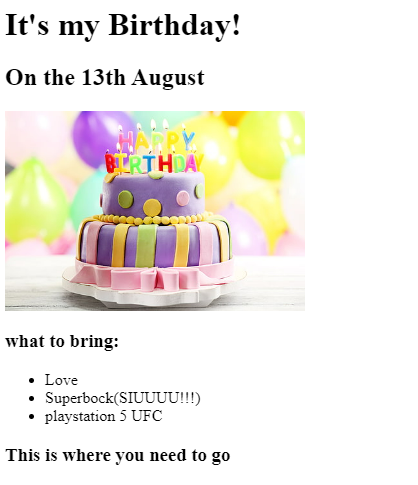 It's my Birthday!
On the 13th August
HAPPY
BIRTHDAY
what to bring:
Love
Superbock(SIUUUU!!!)
playstation 5 UFC
This is where you need to go